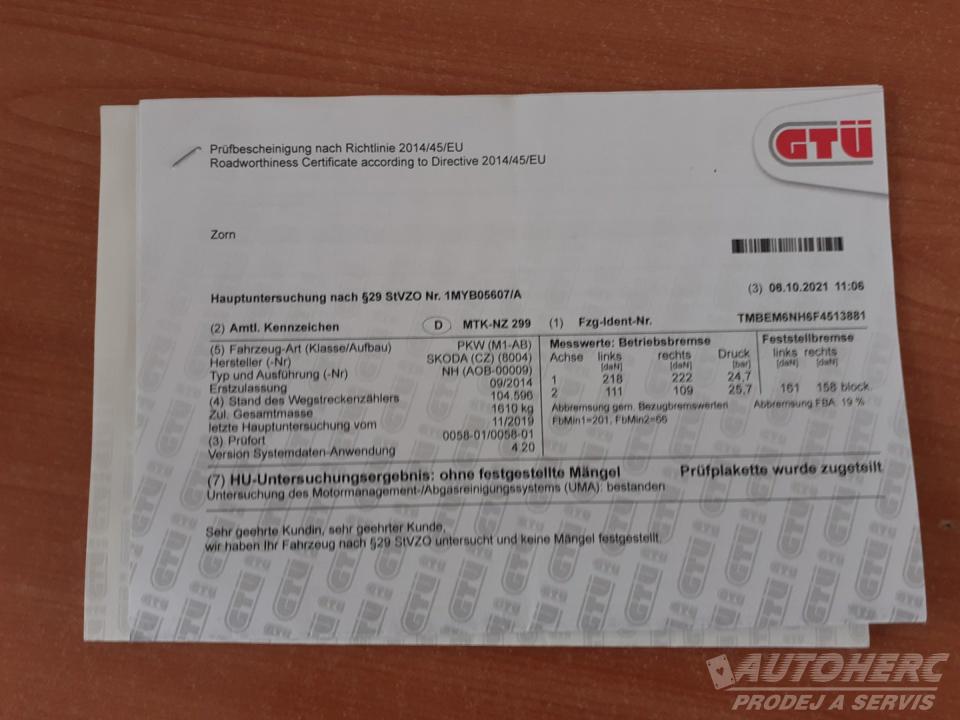 GTÜ
Prüfbescheinigung nach Richtlinie 2014/45/EU
Roadworthiness Certificate according to Directive 2014/45/EU
Zorn
Hauptuntersuchung nach §29 StVZO Nr. 1MYB05607/A (3) 06.10.2021 11:06
(2) Amtl. Kennzeichen D MTK-NZ 299 (1) Fzg-Ident-Nr. TMBEM6NH6F4513881
(5) Fahrzeug-Art (Klasse/Aufbau) PKW (M1-AB)
Hersteller (-Nr) SKODA (CZ) (8004)
Typ und Ausführung (-Nr) NH (AOB-00009)
Erstzulassung 09/2014
(4) Stand des Wegstreckenzählers 104.596
Zul. Gesamtmasse 1610 kg
letzte Hauptuntersuchung vom 11/2019
(3) Prüfort 0058-01/0058-01
Version Systemdaten-Anwendung 4.20
Messwerte: Betriebsbremse Feststellbremse
Achse links rechts Druck links rechts
[daN] [daN] [bar] [daN] [daN]
1 218 222 24,7
2 111 109 25,7 161 158 block.
Abbremsung gem. Bezugbremswerten Abbremsung FBA: 19 %
FbMin1=201, FbMin2=66
(7) HU-Untersuchungsergebnis: ohne festgestellte Mängel Prüfplakette wurde zugeteilt
Untersuchung des Motormanagement-/Abgasreinigungssystems (UMA): bestanden
Sehr geehrte Kundin, sehr geehrter Kunde,
wir haben Ihr Fahrzeug nach §29 StVZO untersucht und keine Mängel festgestellt.
AUTOHERC
PRODEJ A SERVIS